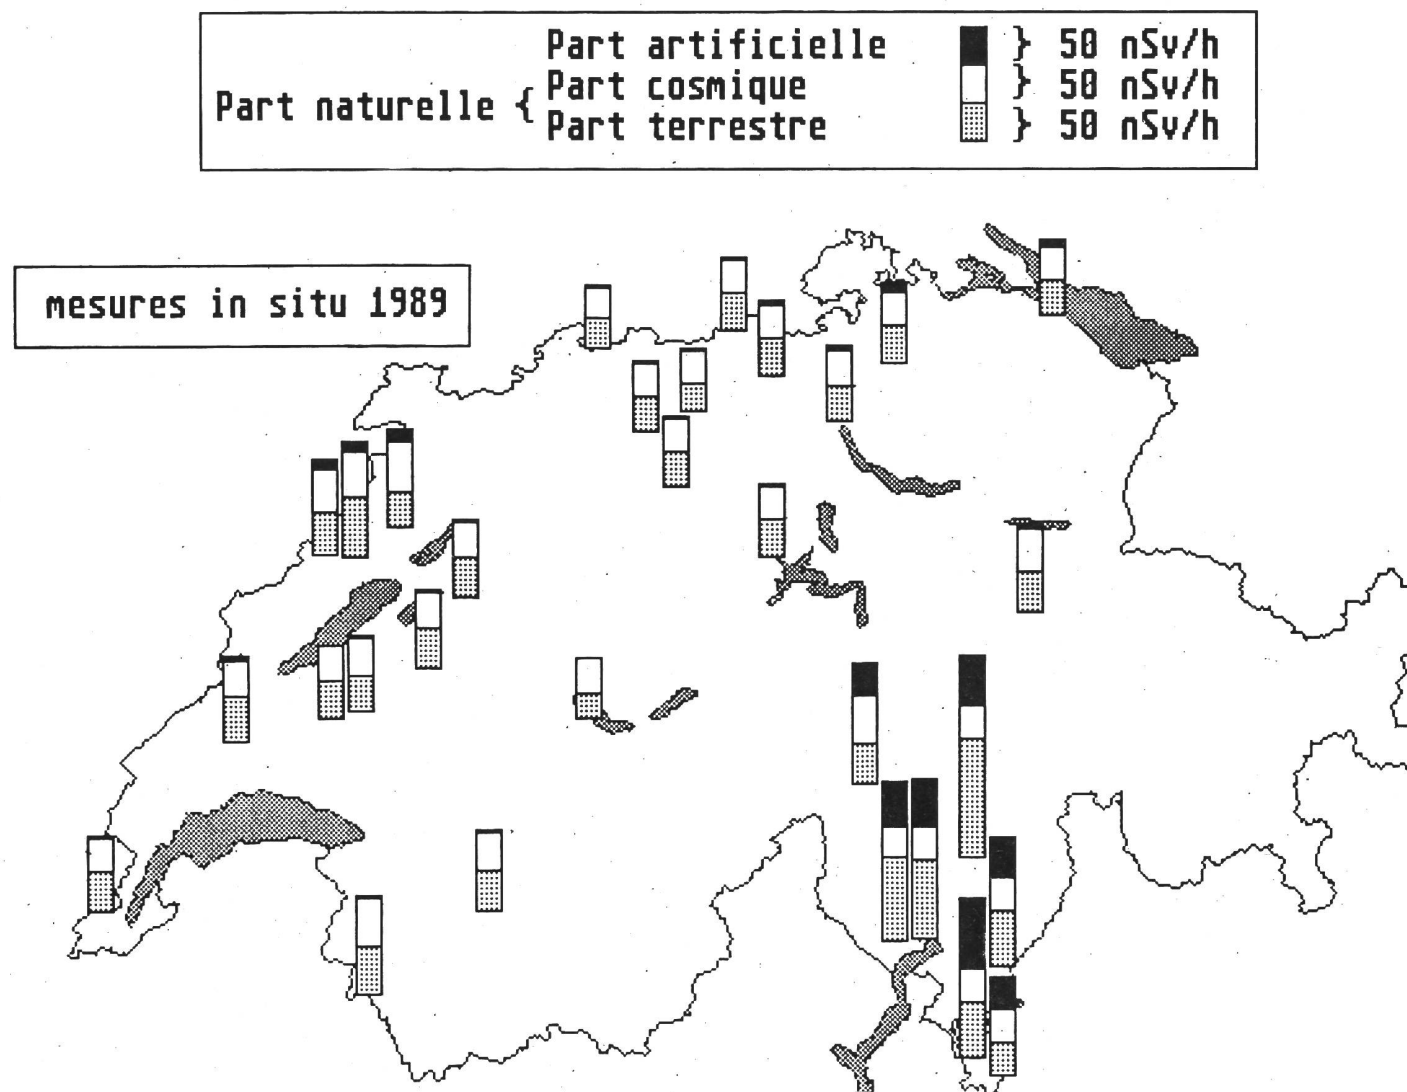 Part artificielle } 50 nSv/h
Part cosmique } 50 nSv/h
Part naturelle {
Part terrestre } 50 nSv/h
mesures in situ 1989